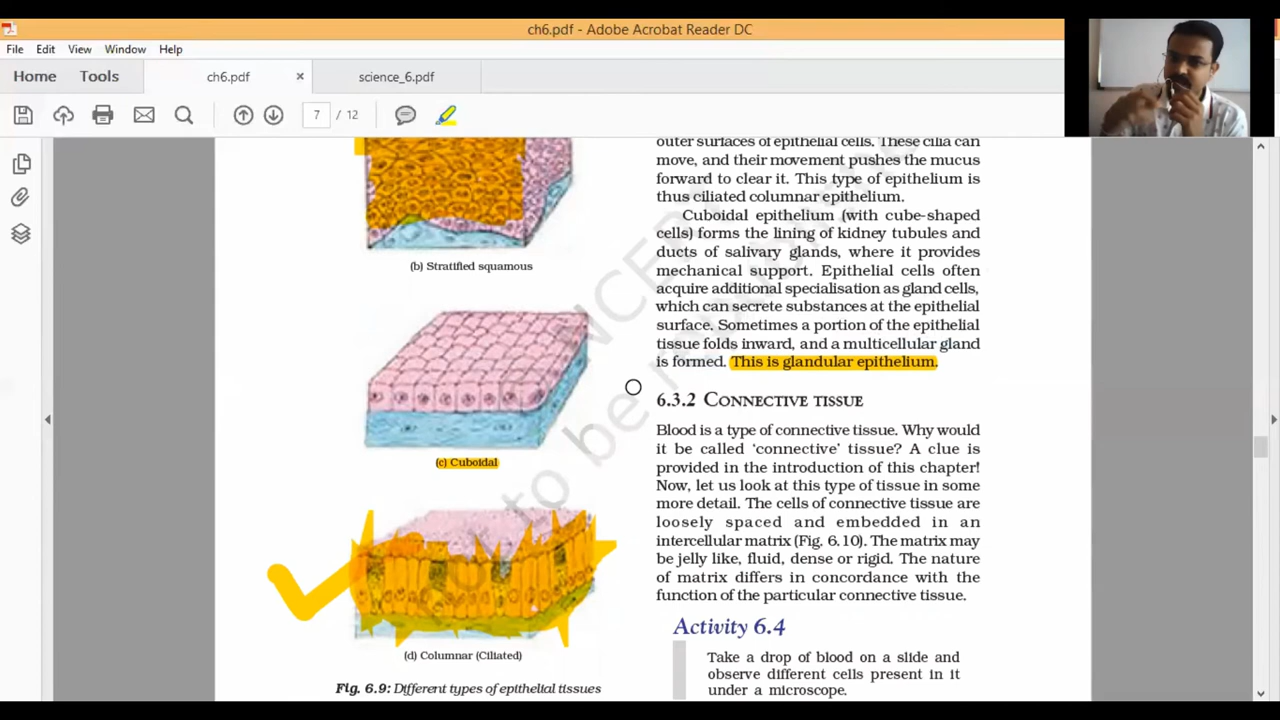 ch6.pdf - Adobe Acrobat Reader DC
File Edit View Window Help
Home Tools ch6.pdf × science_6.pdf
7 / 12
(b) Stratified squamous
(c) Cuboidal
(d) Columnar (Ciliated)
Fig. 6.9: Different types of epithelial tissues
outer surfaces of epithelial cells. These cilia can
move, and their movement pushes the mucus
forward to clear it. This type of epithelium is
thus ciliated columnar epithelium.
Cuboidal epithelium (with cube-shaped
cells) forms the lining of kidney tubules and
ducts of salivary glands, where it provides
mechanical support. Epithelial cells often
acquire additional specialisation as gland cells,
which can secrete substances at the epithelial
surface. Sometimes a portion of the epithelial
tissue folds inward, and a multicellular gland
is formed. This is glandular epithelium.
6.3.2 CONNECTIVE TISSUE
Blood is a type of connective tissue. Why would
it be called ‘connective’ tissue? A clue is
provided in the introduction of this chapter!
Now, let us look at this type of tissue in some
more detail. The cells of connective tissue are
loosely spaced and embedded in an
intercellular matrix (Fig. 6.10). The matrix may
be jelly like, fluid, dense or rigid. The nature
of matrix differs in concordance with the
function of the particular connective tissue.
Activity 6.4
Take a drop of blood on a slide and
observe different cells present in it
under a microscope.